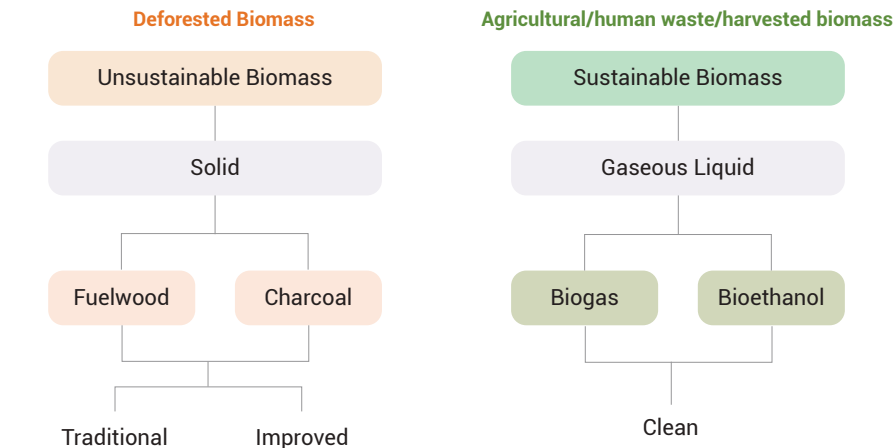 Deforested Biomass
Agricultural/human waste/harvested biomass
Unsustainable Biomass
Sustainable Biomass
Solid
Gaseous Liquid
Fuelwood
Charcoal
Biogas
Bioethanol
Traditional
Improved
Clean